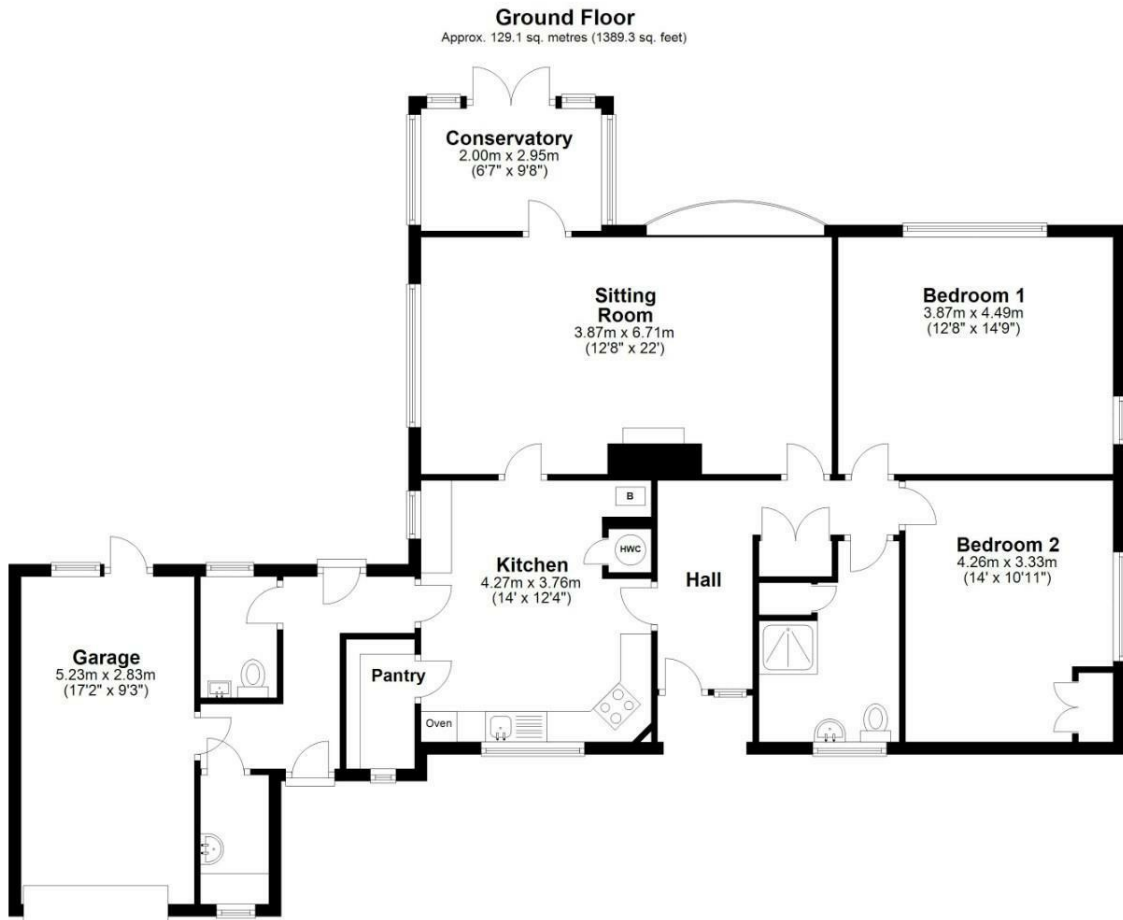 Ground Floor
Approx. 129.1 sq. metres (1389.3 sq. feet)
Conservatory
2.00m x 2.95m
(6'7" x 9'8")
Sitting
Room
3.87m x 6.71m
(12'8" x 22')
Bedroom 1
3.87m x 4.49m
(12'8" x 14'9")
B
HWC
Kitchen
4.27m x 3.76m
(14' x 12'4")
Hall
Bedroom 2
4.26m x 3.33m
(14' x 10'11")
Garage
5.23m x 2.83m
(17'2" x 9'3")
Pantry
Oven